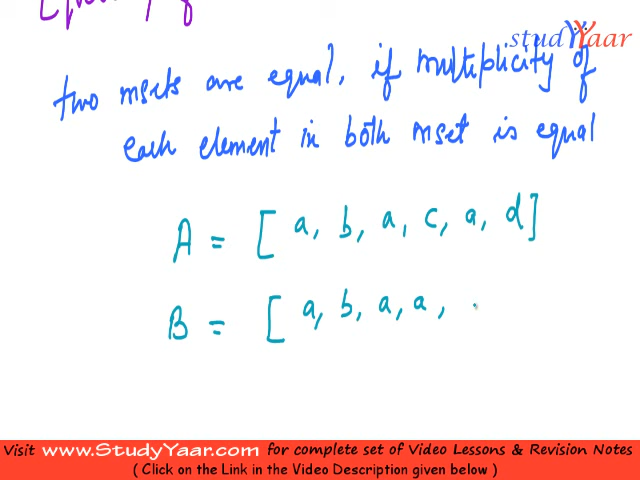 studYYaar
two msets are equal, if multiplicity of
each element in both mset is equal
A = [ a, b, a, c, a, d ]
B = [ a, b, a, a,
Visit www.StudyYaar.com for complete set of Video Lessons & Revision Notes
( Click on the Link in the Video Description given below )